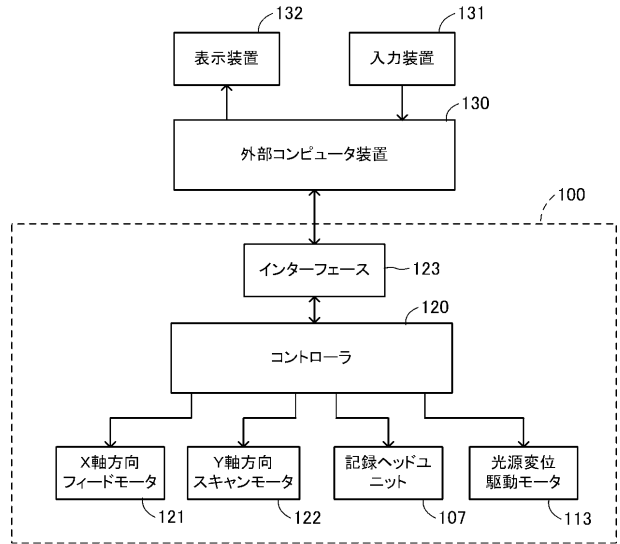 132
131
表示装置
入力装置
130
外部コンピュータ装置
100
インターフェース
123
120
コントローラ
X軸方向
フィードモータ
Y軸方向
スキャンモータ
記録ヘッドユ
ニット
光源変位
駆動モータ
121
122
107
113